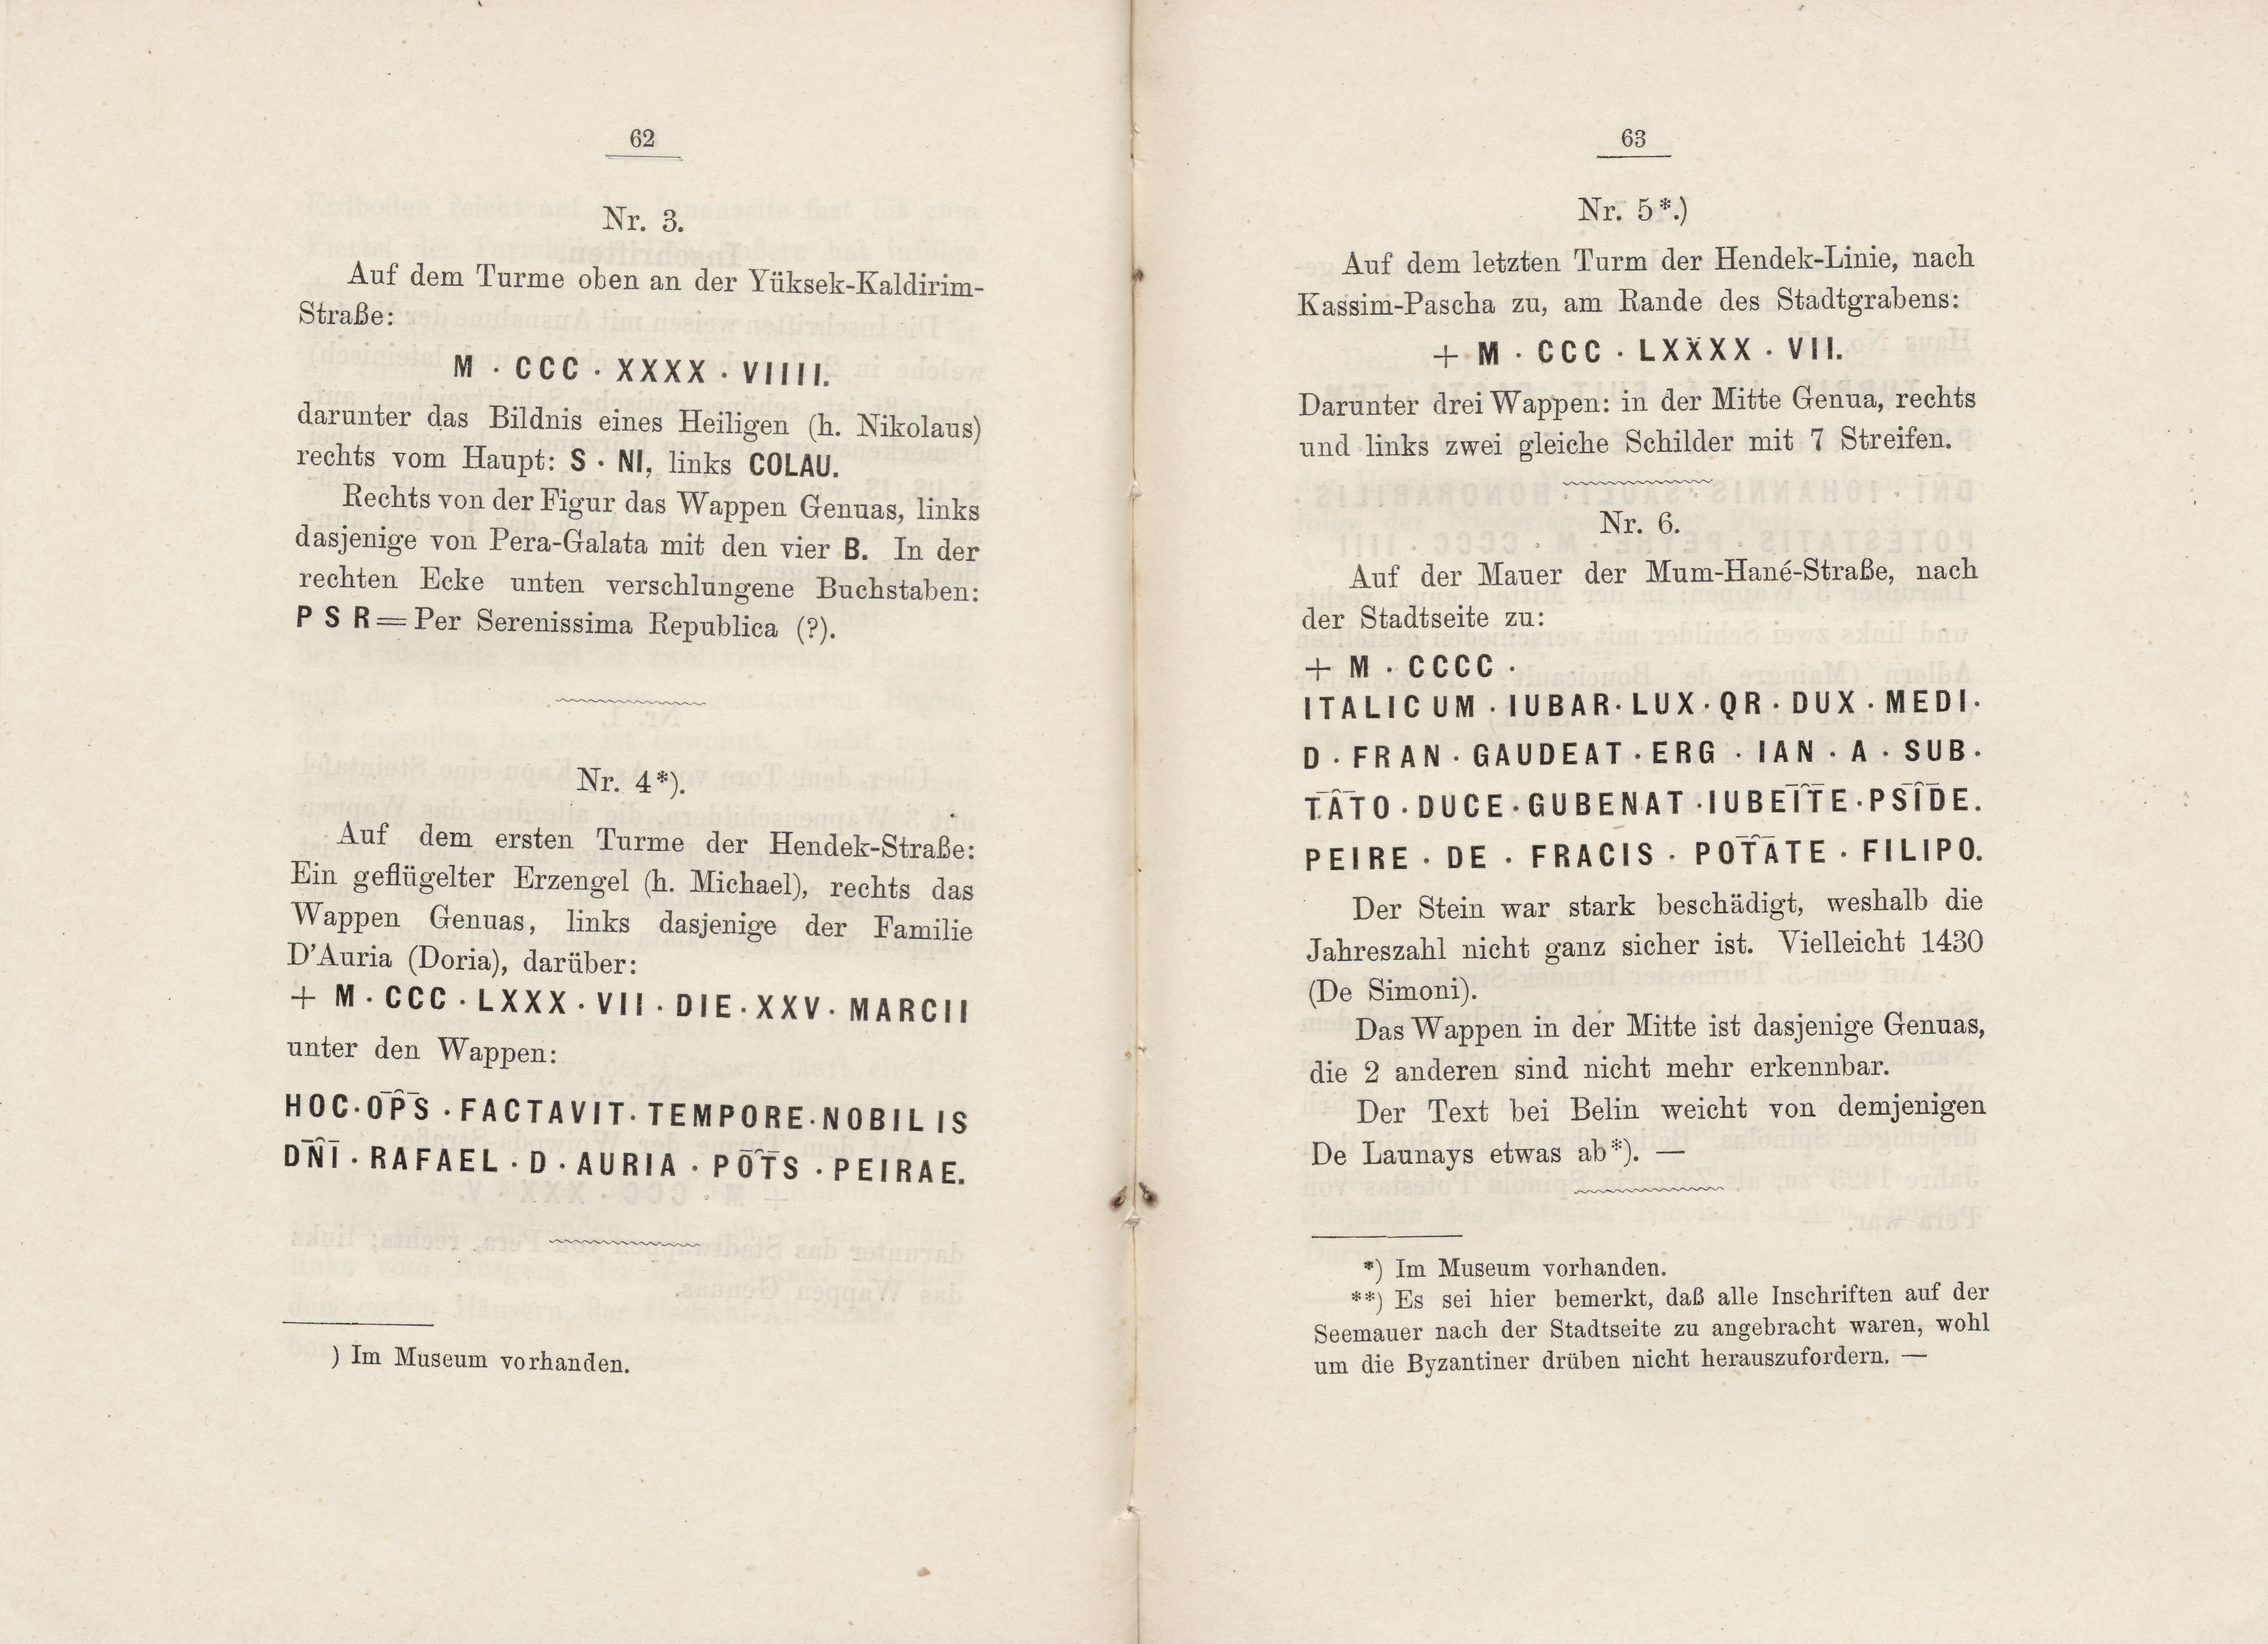 62
Nr. 3.
Auf dem Turme oben an der Yüksek-Kaldirim-
Straße:
M · CCC · XXXX · VIIII.
darunter das Bildnis eines Heiligen (h. Nikolaus)
rechts vom Haupt: S · NI, links COLAU.
Rechts von der Figur das Wappen Genuas, links
dasjenige von Pera-Galata mit den vier B. In der
rechten Ecke unten verschlungene Buchstaben:
P S R = Per Serenissima Republica (?).
Nr. 4*).
Auf dem ersten Turme der Hendek-Straße:
Ein geflügelter Erzengel (h. Michael), rechts das
Wappen Genuas, links dasjenige der Familie
D'Auria (Doria), darüber:
+ M · CCC · LXXX · VII · DIE · XXV · MARCII
unter den Wappen:
HOC · OP̄S · FACTAVIT · TEMPORE · NOBILIS
DN̄I · RAFAEL · D · AURIA · PŌTS · PEIRAE.
) Im Museum vorhanden.
63
Nr. 5*.)
Auf dem letzten Turm der Hendek-Linie, nach
Kassim-Pascha zu, am Rande des Stadtgrabens:
+ M · CCC · LXXXX · VII.
Darunter drei Wappen: in der Mitte Genua, rechts
und links zwei gleiche Schilder mit 7 Streifen.
Nr. 6.
Auf der Mauer der Mum-Hané-Straße, nach
der Stadtseite zu:
+ M · CCCC ·
ITALICUM · IUBAR · LUX · QR · DUX · MEDI ·
D · FRAN · GAUDEAT · ERG · IAN · A · SUB ·
TĀTO · DUCE · GUBENAT · IUBEĪTE · PSĪDE.
PEIRE · DE · FRACIS · POTĀTE · FILIPO.
Der Stein war stark beschädigt, weshalb die
Jahreszahl nicht ganz sicher ist. Vielleicht 1430
(De Simoni).
Das Wappen in der Mitte ist dasjenige Genuas,
die 2 anderen sind nicht mehr erkennbar.
Der Text bei Belin weicht von demjenigen
De Launays etwas ab*). —
*) Im Museum vorhanden.
**) Es sei hier bemerkt, daß alle Inschriften auf der
Seemauer nach der Stadtseite zu angebracht waren, wohl
um die Byzantiner drüben nicht herauszufordern. —